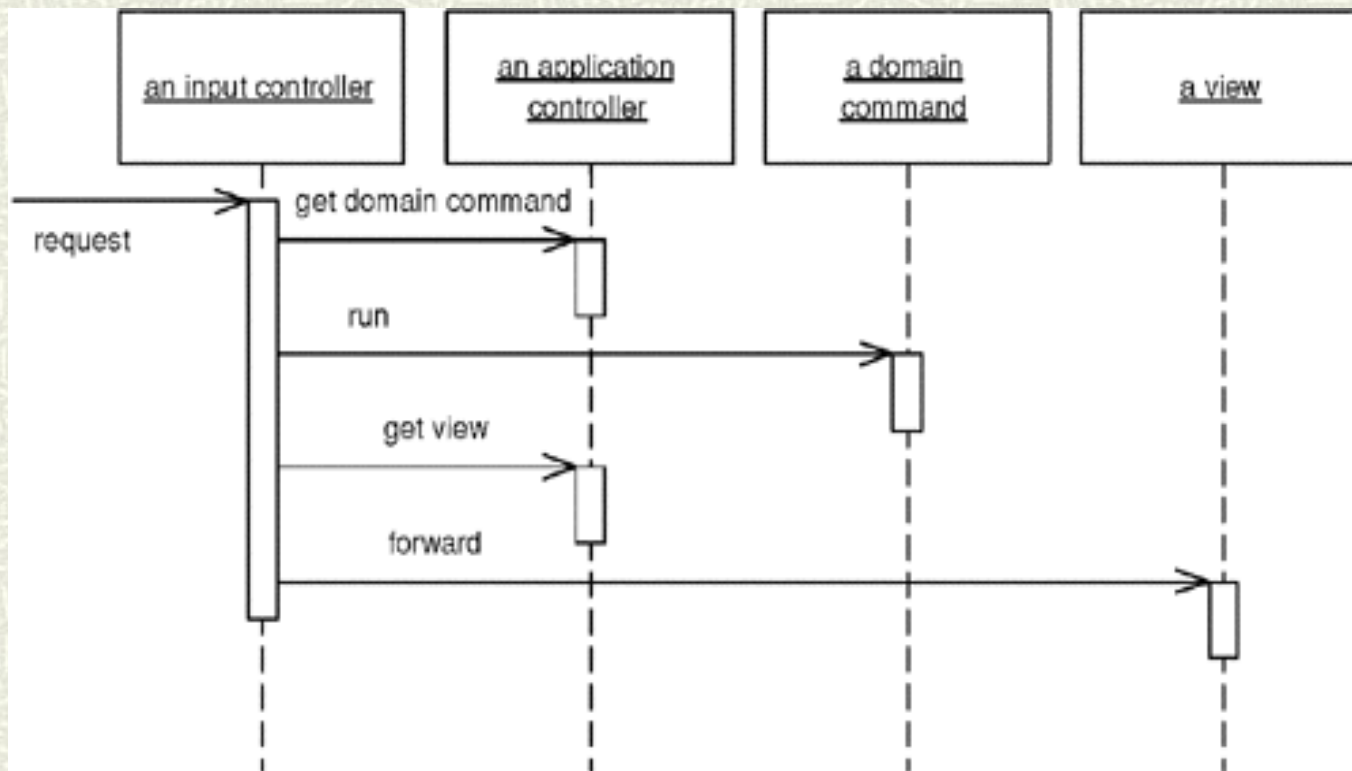 an input controller
an application
controller
a domain
command
a view
request
get domain command
run
get view
forward